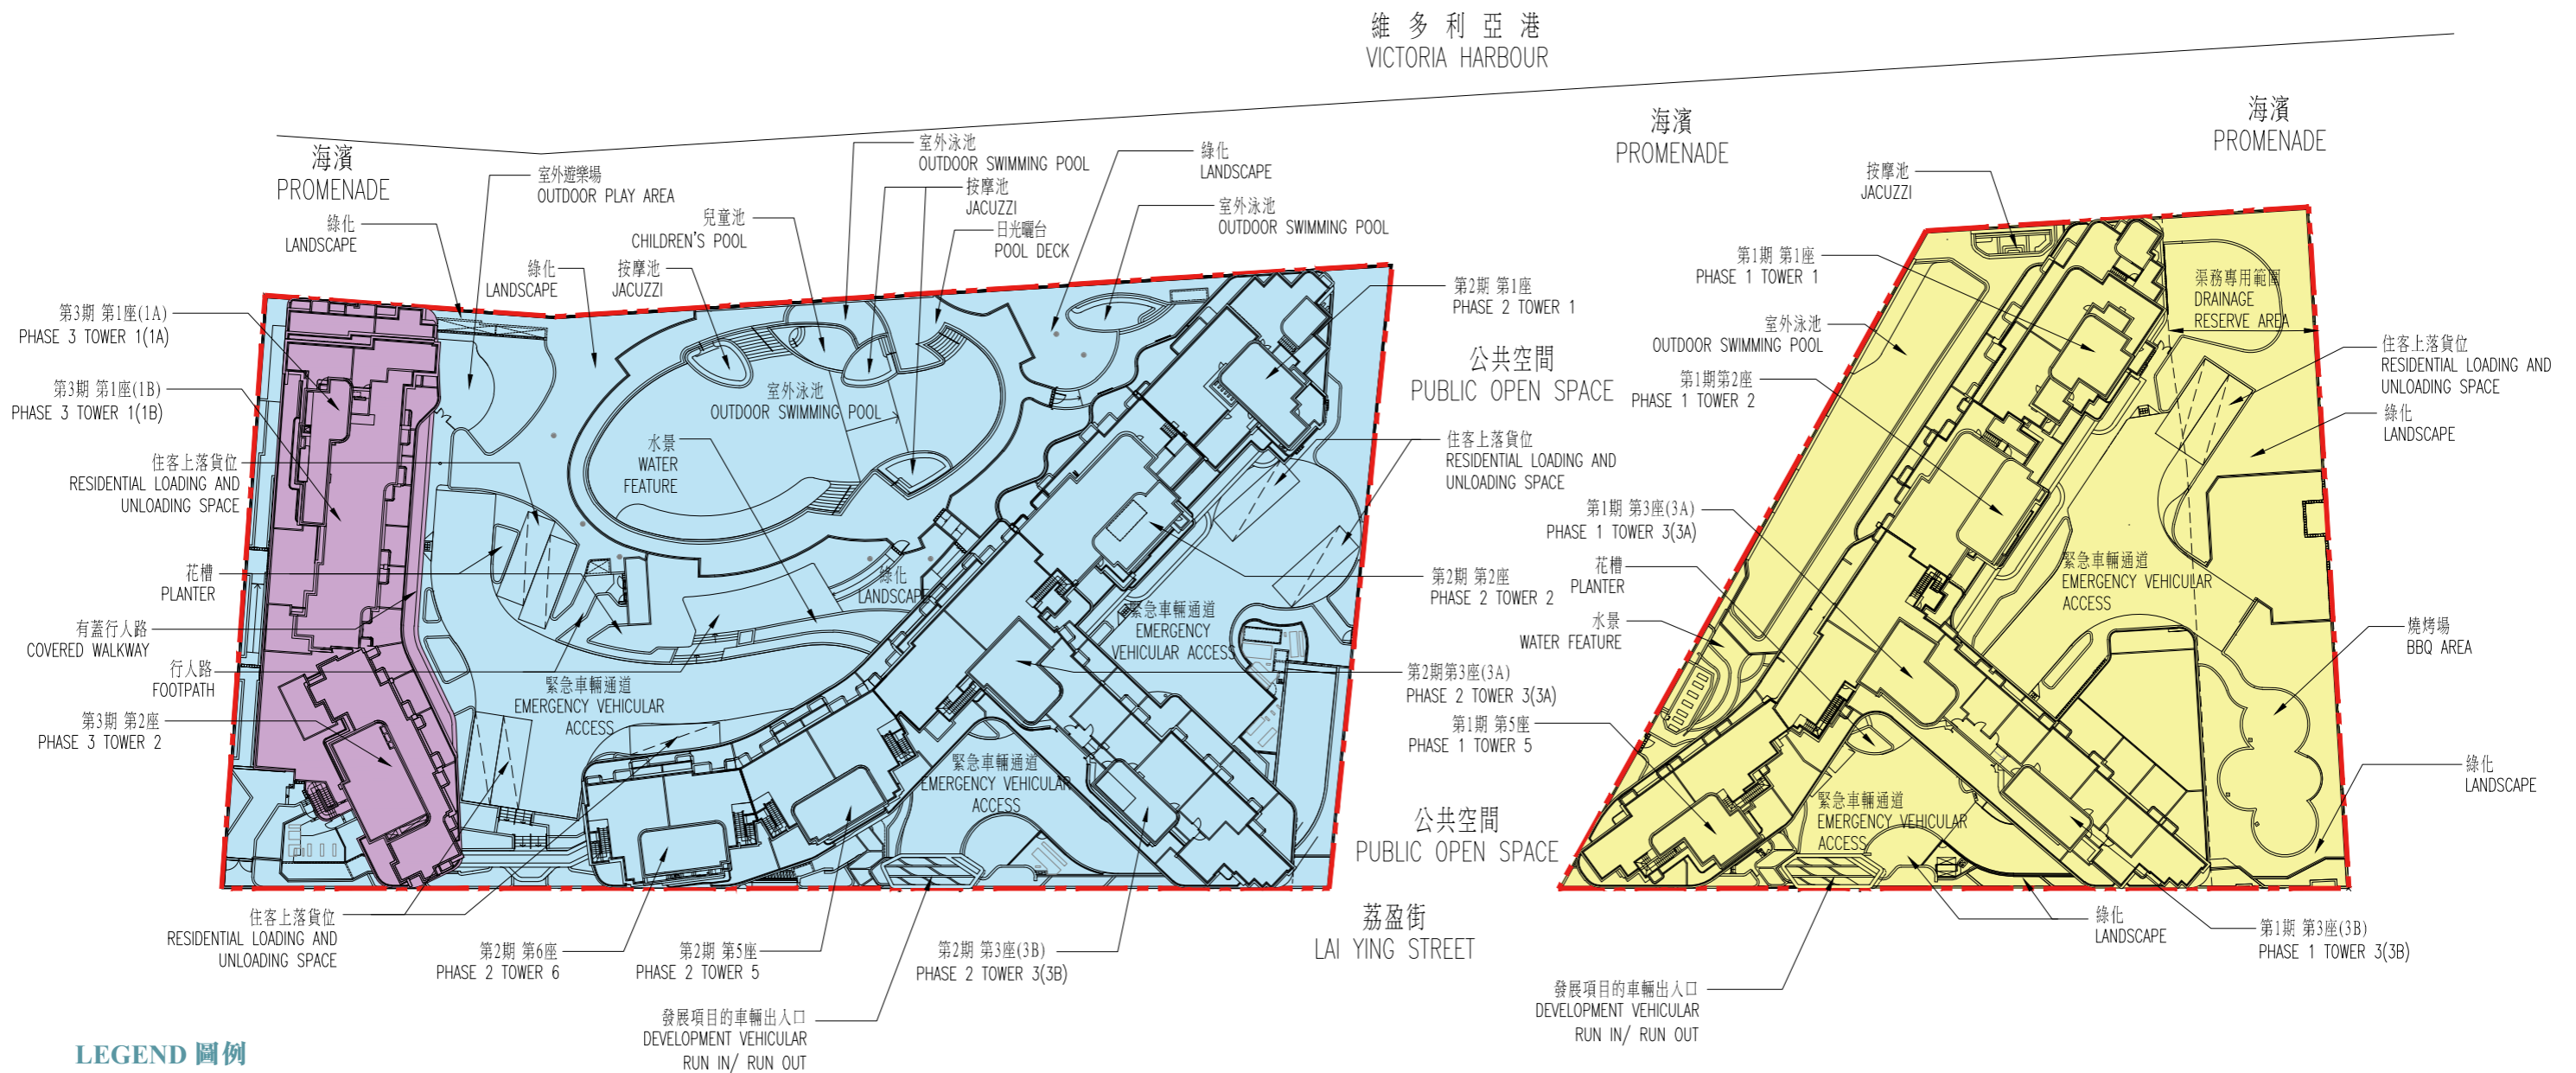 維多利亞港
VICTORIA HARBOUR
海濱
PROMENADE
海濱
PROMENADE
海濱
PROMENADE
室外遊樂場
OUTDOOR PLAY AREA
綠化
LANDSCAPE
綠化
LANDSCAPE
兒童池
CHILDREN'S POOL
按摩池
JACUZZI
室外泳池
OUTDOOR SWIMMING POOL
按摩池
JACUZZI
日光曬台
POOL DECK
綠化
LANDSCAPE
室外泳池
OUTDOOR SWIMMING POOL
第2期 第1座
PHASE 2 TOWER 1
公共空間
PUBLIC OPEN SPACE
住客上落貨位
RESIDENTIAL LOADING AND
UNLOADING SPACE
第2期 第2座
PHASE 2 TOWER 2
第2期第3座(3A)
PHASE 2 TOWER 3(3A)
公共空間
PUBLIC OPEN SPACE
荔盈街
LAI YING STREET
第3期 第1座(1A)
PHASE 3 TOWER 1(1A)
第3期 第1座(1B)
PHASE 3 TOWER 1(1B)
住客上落貨位
RESIDENTIAL LOADING AND
UNLOADING SPACE
花槽
PLANTER
有蓋行人路
COVERED WALKWAY
行人路
FOOTPATH
第3期 第2座
PHASE 3 TOWER 2
室外泳池
OUTDOOR SWIMMING POOL
水景
WATER
FEATURE
綠化
LANDSCAPE
緊急車輛通道
EMERGENCY
VEHICULAR ACCESS
緊急車輛通道
EMERGENCY VEHICULAR
ACCESS
緊急車輛通道
EMERGENCY VEHICULAR
ACCESS
住客上落貨位
RESIDENTIAL LOADING AND
UNLOADING SPACE
第2期 第6座
PHASE 2 TOWER 6
第2期 第5座
PHASE 2 TOWER 5
第2期 第3座(3B)
PHASE 2 TOWER 3(3B)
發展項目的車輛出入口
DEVELOPMENT VEHICULAR
RUN IN/ RUN OUT
按摩池
JACUZZI
第1期 第1座
PHASE 1 TOWER 1
室外泳池
OUTDOOR SWIMMING POOL
第1期第2座
PHASE 1 TOWER 2
第1期 第3座(3A)
PHASE 1 TOWER 3(3A)
花槽
PLANTER
水景
WATER FEATURE
第1期 第5座
PHASE 1 TOWER 5
渠務專用範圍
DRAINAGE
RESERVE AREA
住客上落貨位
RESIDENTIAL LOADING AND
UNLOADING SPACE
綠化
LANDSCAPE
緊急車輛通道
EMERGENCY VEHICULAR
ACCESS
燒烤場
BBQ AREA
綠化
LANDSCAPE
緊急車輛通道
EMERGENCY VEHICULAR
ACCESS
綠化
LANDSCAPE
第1期 第3座(3B)
PHASE 1 TOWER 3(3B)
發展項目的車輛出入口
DEVELOPMENT VEHICULAR
RUN IN/ RUN OUT
LEGEND 圖例